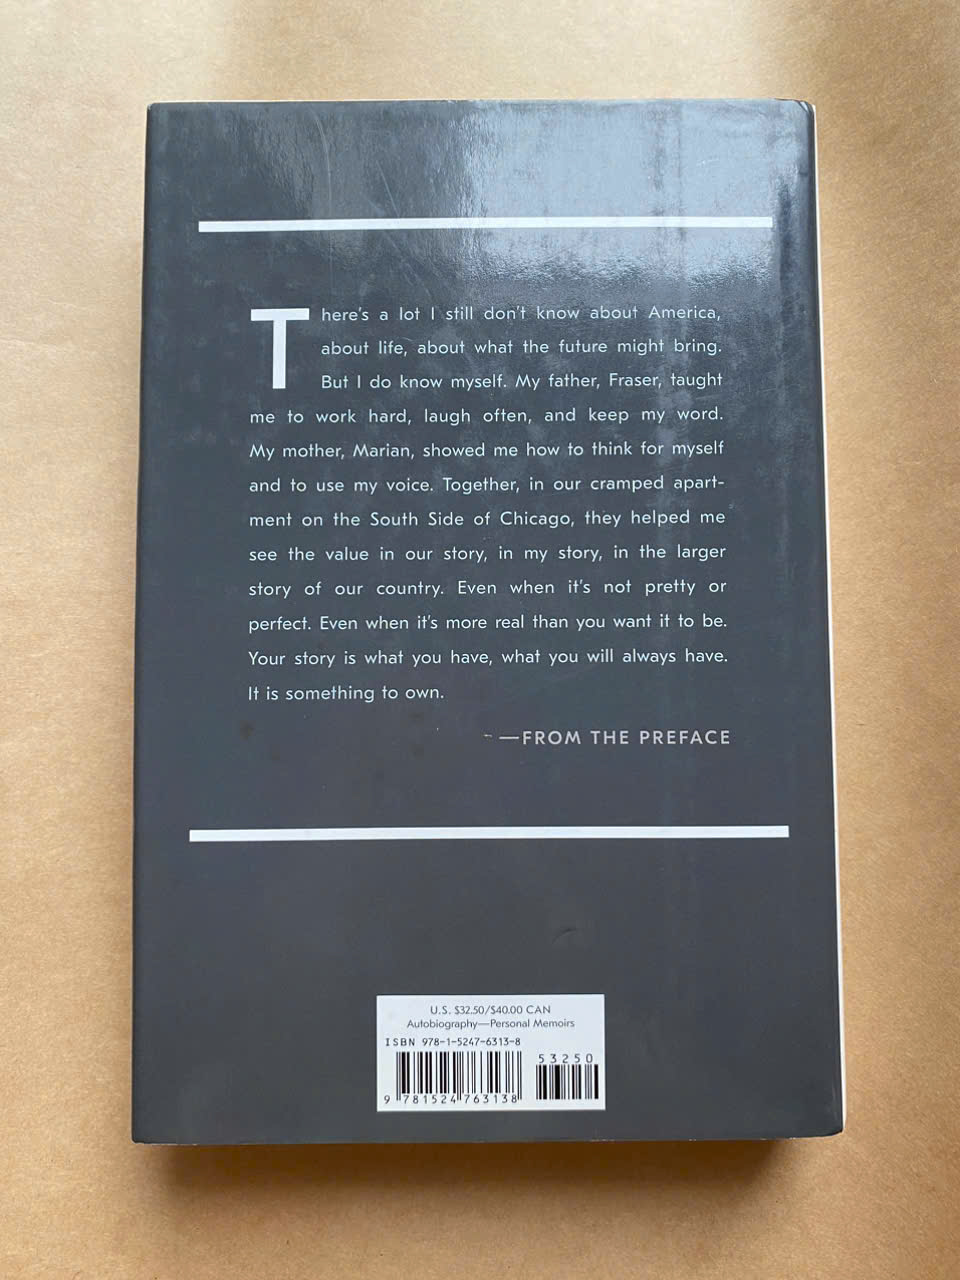 There's a lot I still don't know about America,
about life, about what the future might bring.
But I do know myself. My father, Fraser, taught
me to work hard, laugh often, and keep my word.
My mother, Marian, showed me how to think for myself
and to use my voice. Together, in our cramped apart-
ment on the South Side of Chicago, they helped me
see the value in our story, in my story, in the larger
story of our country. Even when it's not pretty or
perfect. Even when it's more real than you want it to be.
Your story is what you have, what you will always have.
It is something to own.
—FROM THE PREFACE
U.S. $32.50/$40.00 CAN
Autobiography—Personal Memoirs
ISBN 978-1-5247-6313-8
53250
9 781524 763138